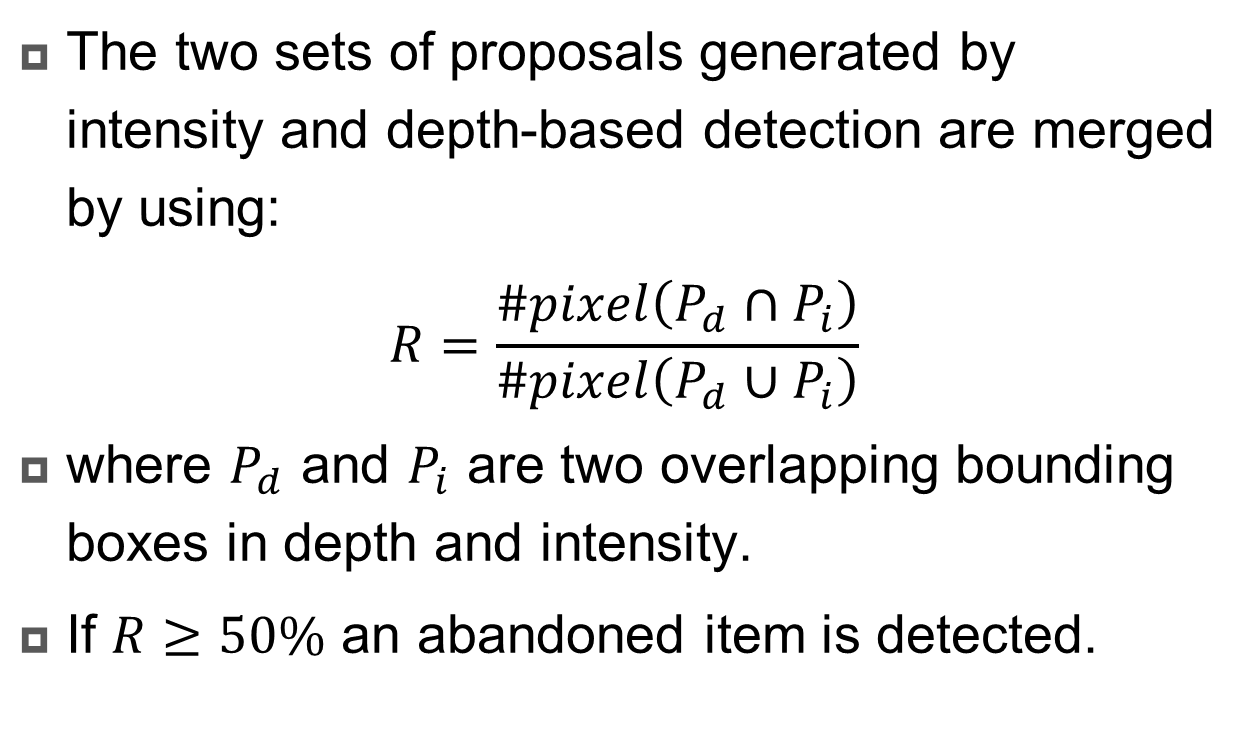 The two sets of proposals generated by
intensity and depth-based detection are merged
by using:
R = #pixel(P_d ∩ P_i) / #pixel(P_d ∪ P_i)
where P_d and P_i are two overlapping bounding
boxes in depth and intensity.
If R ≥ 50% an abandoned item is detected.